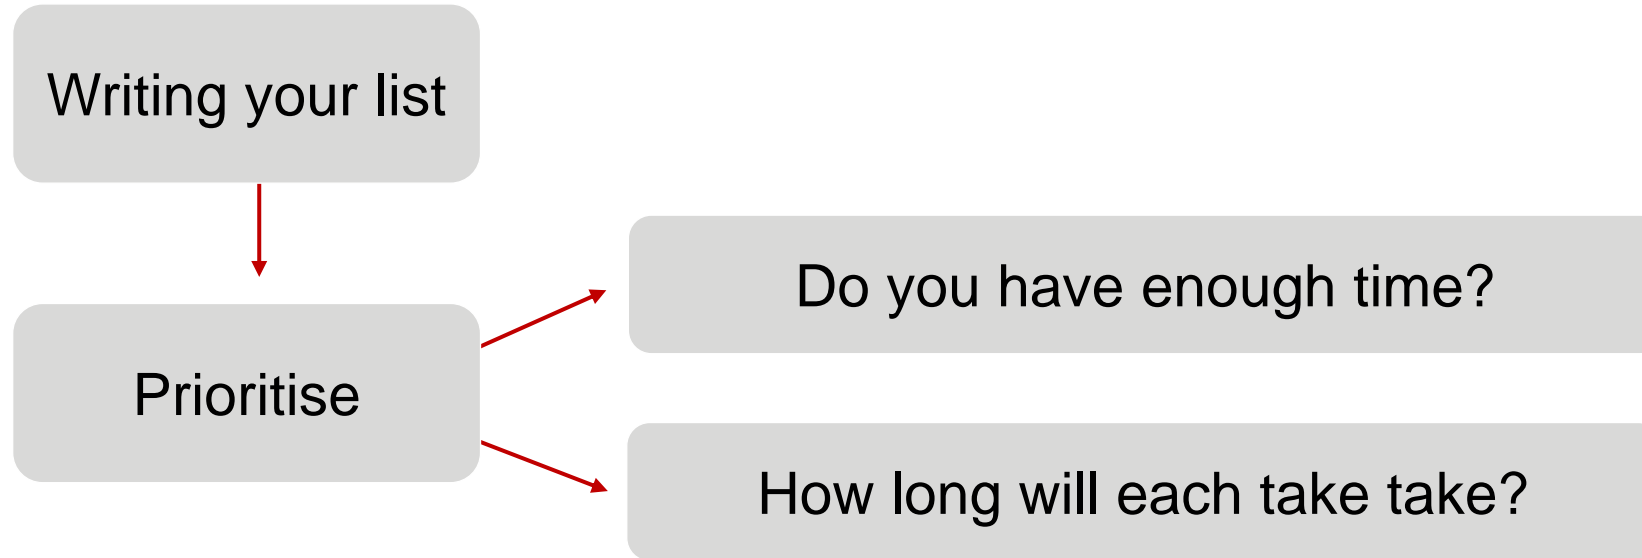 Writing your list
Do you have enough time?
Prioritise
How long will each take take?